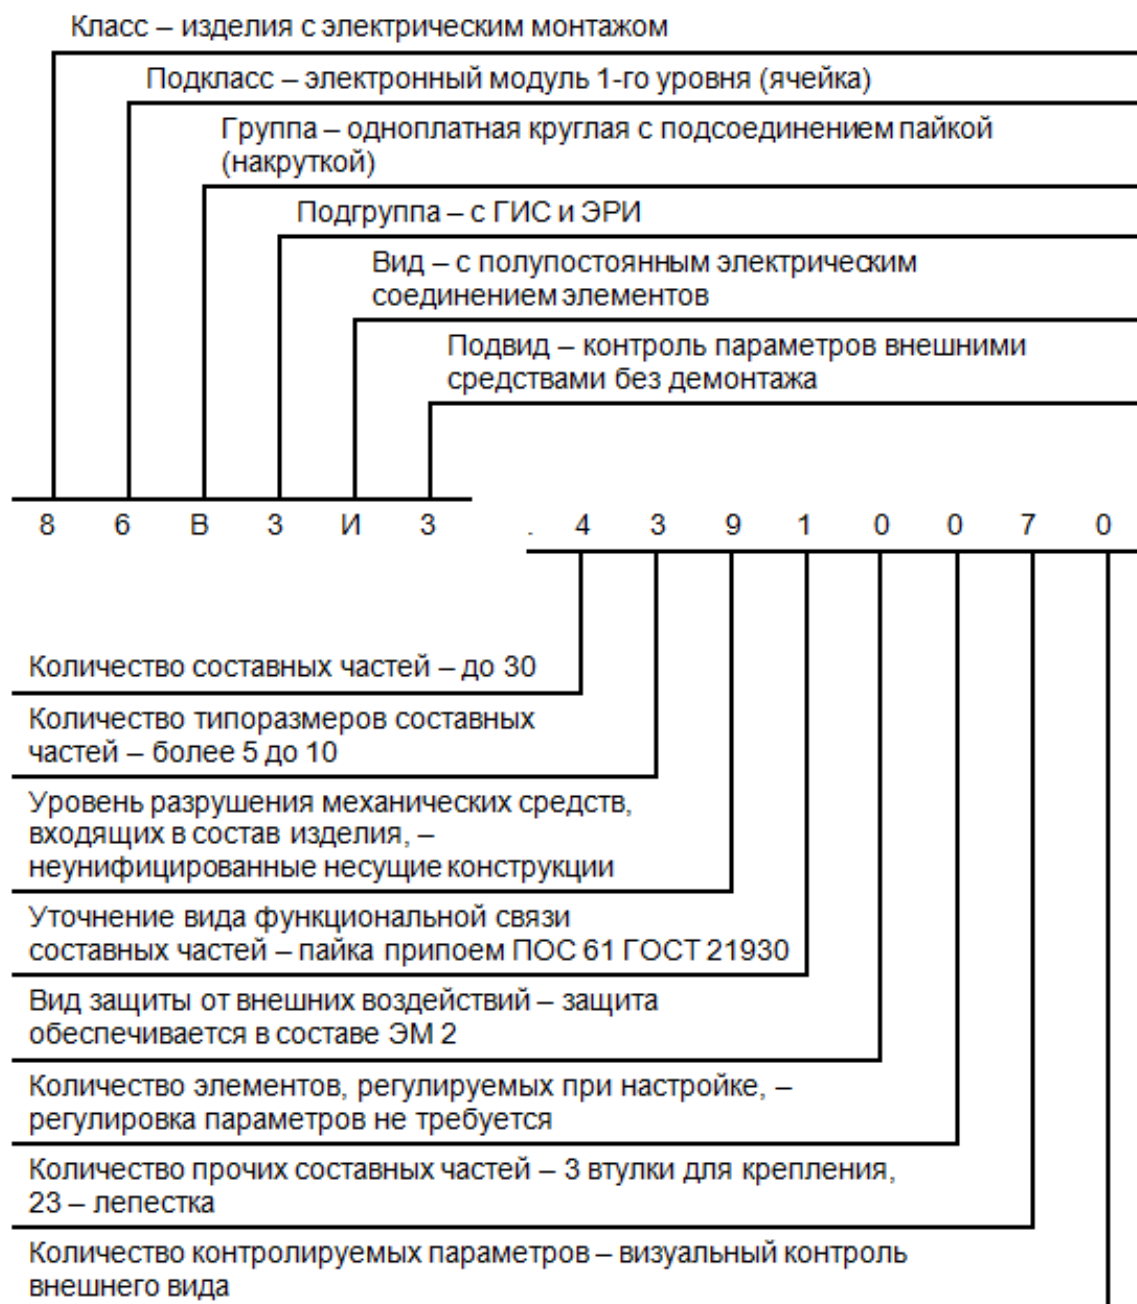 Класс – изделия с электрическим монтажом
Подкласс – электронный модуль 1-го уровня (ячейка)
Группа – одноплатная круглая с подсоединением пайкой
(накруткой)
Подгруппа – с ГИС и ЭРИ
Вид – с полупостоянным электрическим
соединением элементов
Подвид – контроль параметров внешними
средствами без демонтажа
8 6 В 3 И 3 . 4 3 9 1 0 0 7 0
Количество составных частей – до 30
Количество типоразмеров составных
частей – более 5 до 10
Уровень разрушения механических средств,
входящих в состав изделия, –
неунифицированные несущие конструкции
Уточнение вида функциональной связи
составных частей – пайка припоем ПОС 61 ГОСТ 21930
Вид защиты от внешних воздействий – защита
обеспечивается в составе ЭМ 2
Количество элементов, регулируемых при настройке, –
регулировка параметров не требуется
Количество прочих составных частей – 3 втулки для крепления,
23 – лепестка
Количество контролируемых параметров – визуальный контроль
внешнего вида